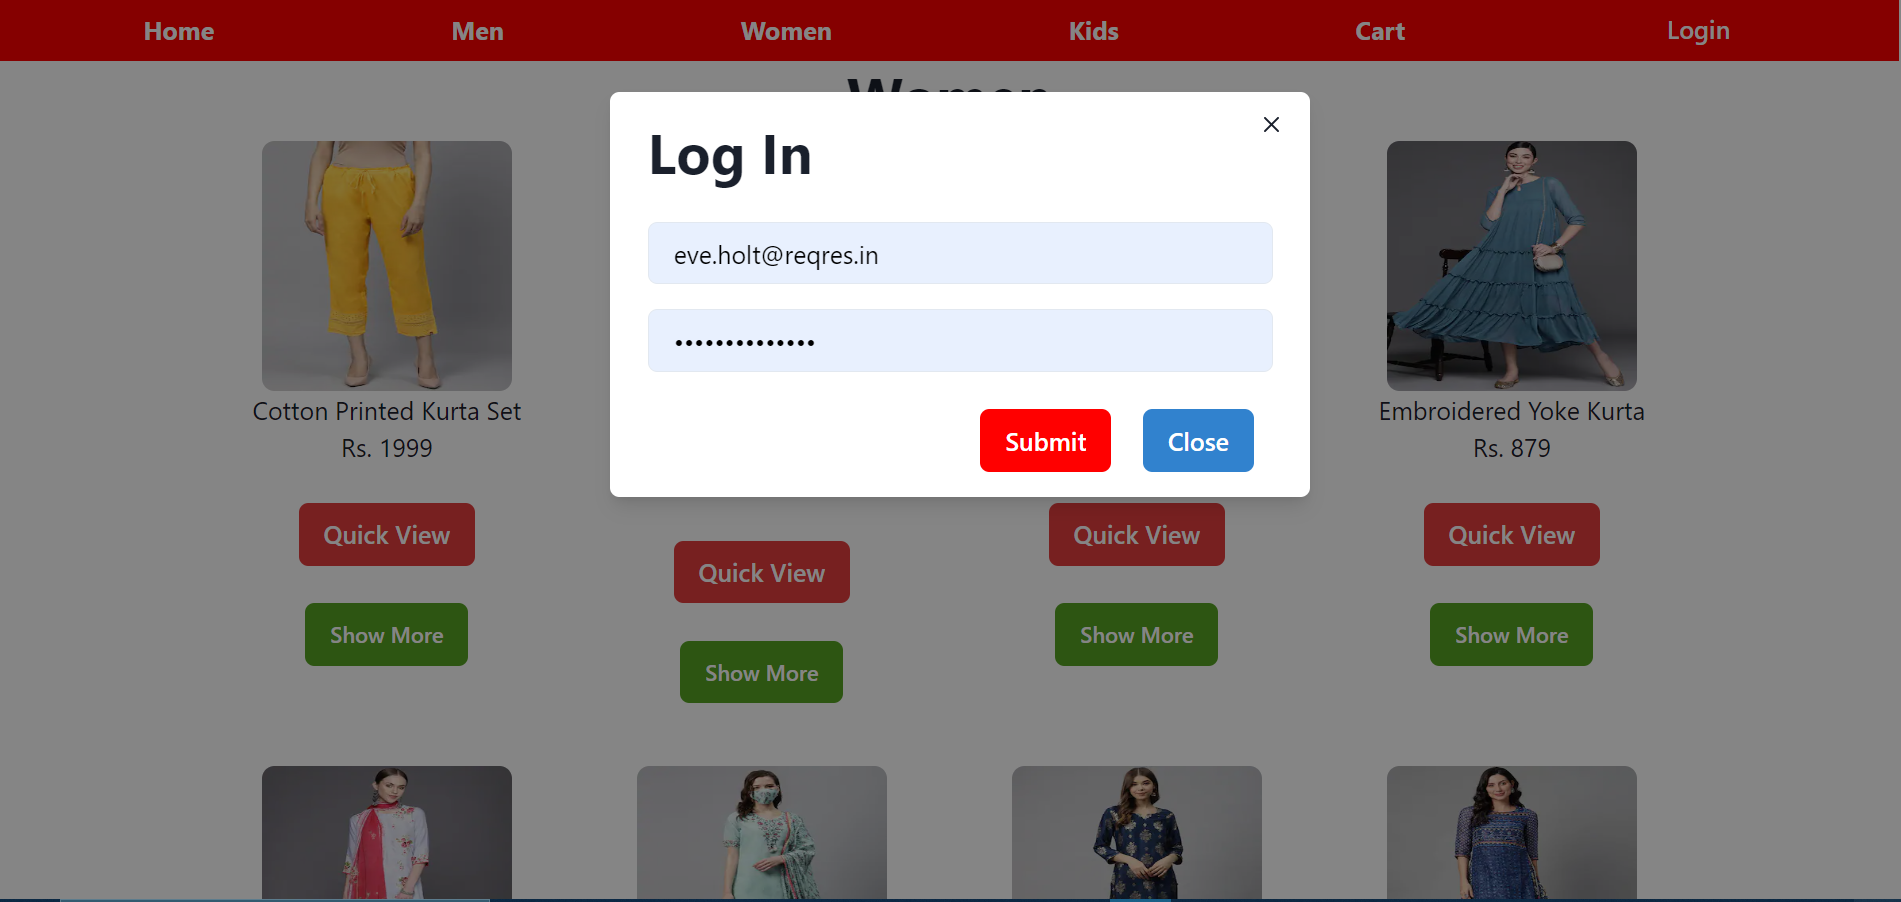 Home Men Women Kids Cart Login
Women
Log In
eve.holt@reqres.in
••••••••••••••
Submit Close
Cotton Printed Kurta Set
Rs. 1999
Embroidered Yoke Kurta
Rs. 879
Quick View
Quick View
Quick View
Quick View
Show More
Show More
Show More
Show More